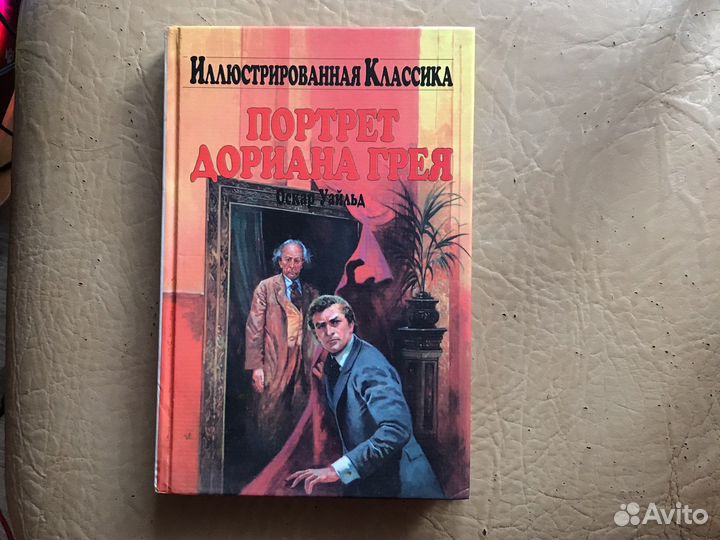 Иллюстрированная Классика
ПОРТРЕТ
ДОРИАНА ГРЕЯ
Оскар Уайльд
Avito